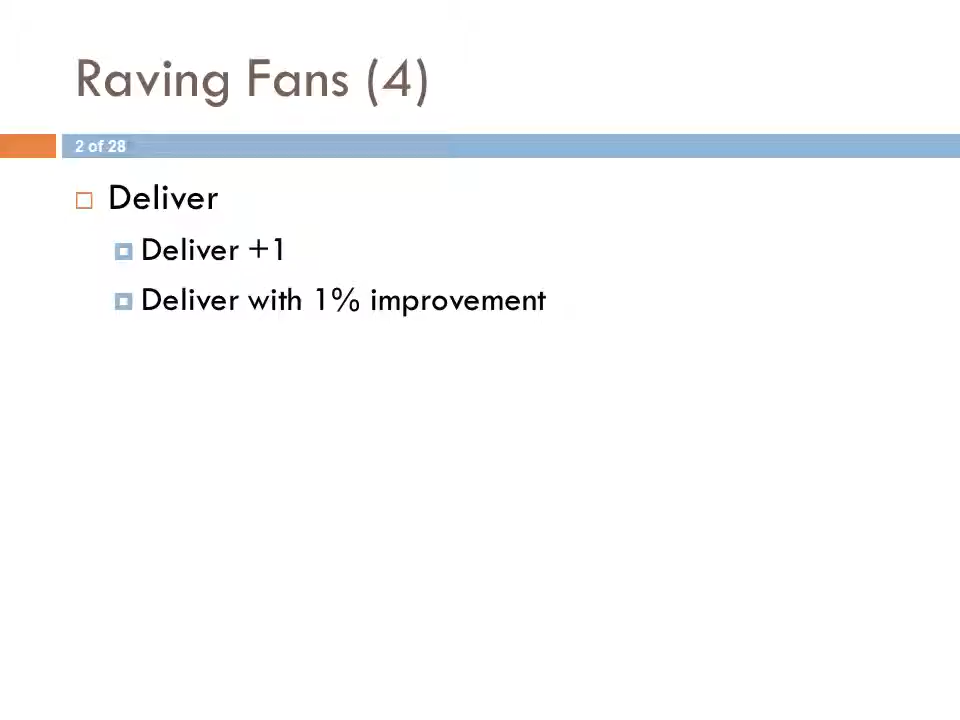 Raving Fans (4)
2 of 28
Deliver
Deliver +1
Deliver with 1% improvement